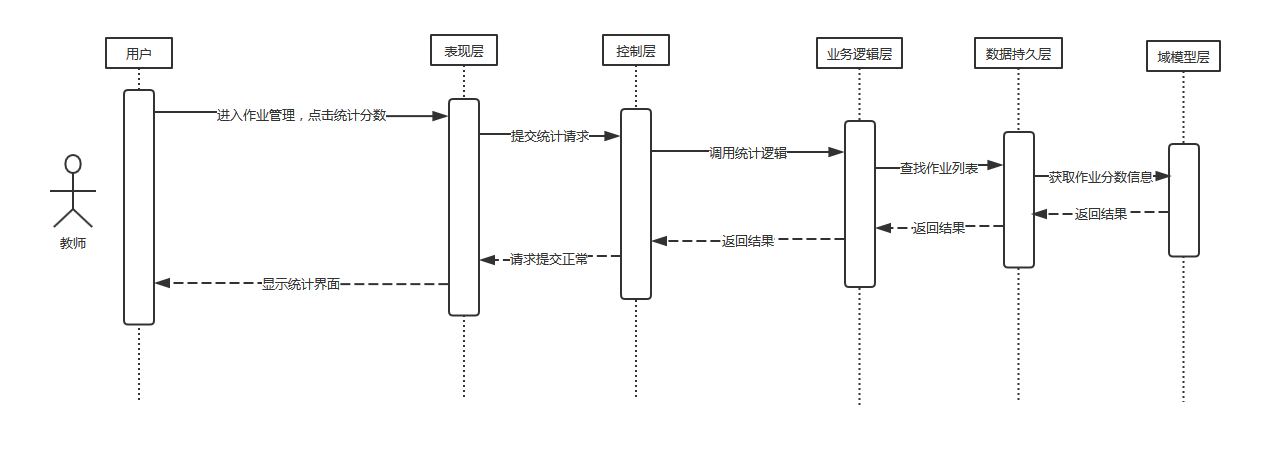 用户
表现层
控制层
业务逻辑层
数据持久层
域模型层
进入作业管理，点击统计分数
提交统计请求
调用统计逻辑
查找作业列表
获取作业分数信息
返回结果
返回结果
返回结果
请求提交正常
显示统计界面
教师